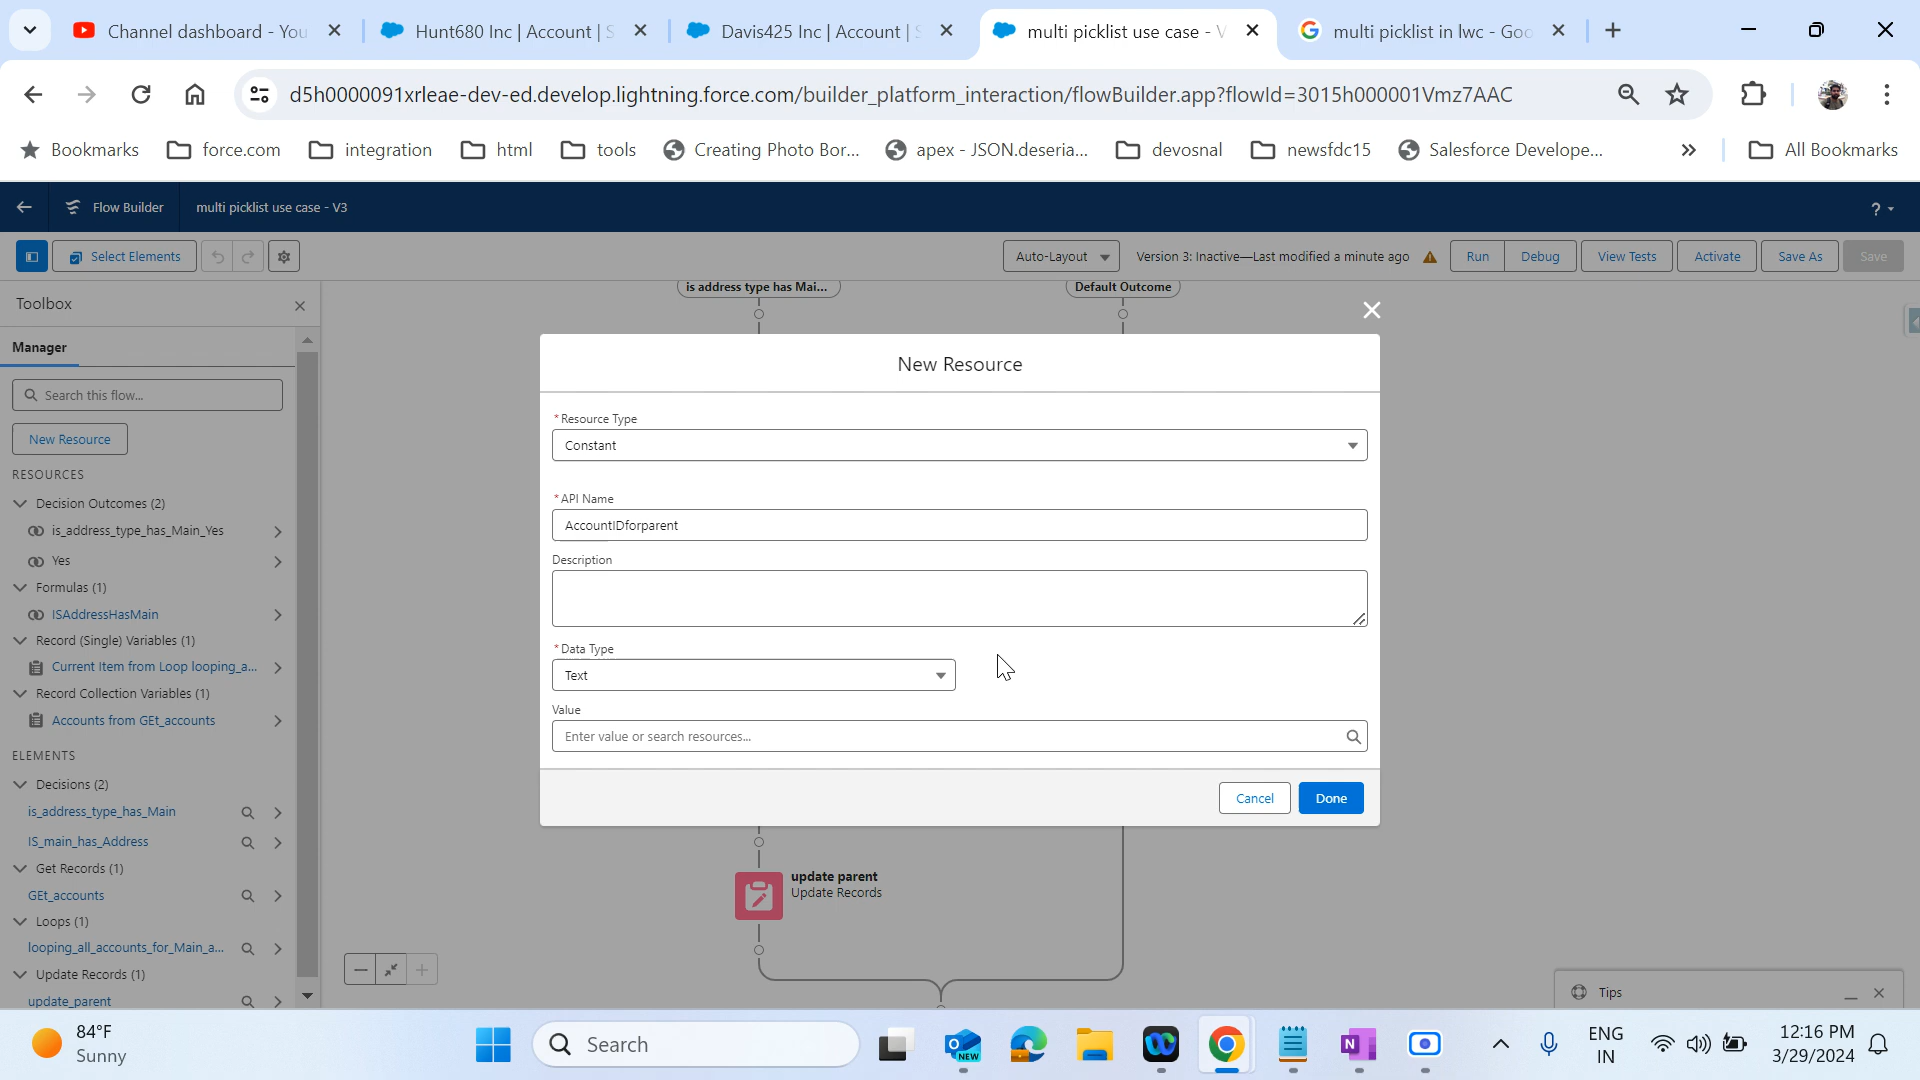 Channel dashboard - You
Hunt680 Inc | Account | S
Davis425 Inc | Account | S
multi picklist use case - V
multi picklist in lwc - Goo
d5h0000091xrleae-dev-ed.develop.lightning.force.com/builder_platform_interaction/flowBuilder.app?flowId=3015h000001Vmz7AAC
Bookmarks
force.com
integration
html
tools
Creating Photo Bor...
apex - JSON.deseria...
devosnal
newsfdc15
Salesforce Develope...
All Bookmarks
Flow Builder
multi picklist use case - V3
?
Select Elements
Auto-Layout
Version 3: Inactive—Last modified a minute ago
Run
Debug
View Tests
Activate
Save As
Save
Toolbox
Manager
Search this flow...
New Resource
RESOURCES
Decision Outcomes (2)
is_address_type_has_Main_Yes
Yes
Formulas (1)
ISAddressHasMain
Record (Single) Variables (1)
Current Item from Loop looping_a...
Record Collection Variables (1)
Accounts from GEt_accounts
ELEMENTS
Decisions (2)
is_address_type_has_Main
IS_main_has_Address
Get Records (1)
GEt_accounts
Loops (1)
looping_all_accounts_for_Main_a...
Update Records (1)
update_parent
is address type has Mai...
Default Outcome
New Resource
* Resource Type
Constant
* API Name
AccountIDforparent
Description
* Data Type
Text
Value
Enter value or search resources...
Cancel
Done
update parent
Update Records
Tips
84°F
Sunny
Search
NEW
N
ENG
IN
12:16 PM
3/29/2024